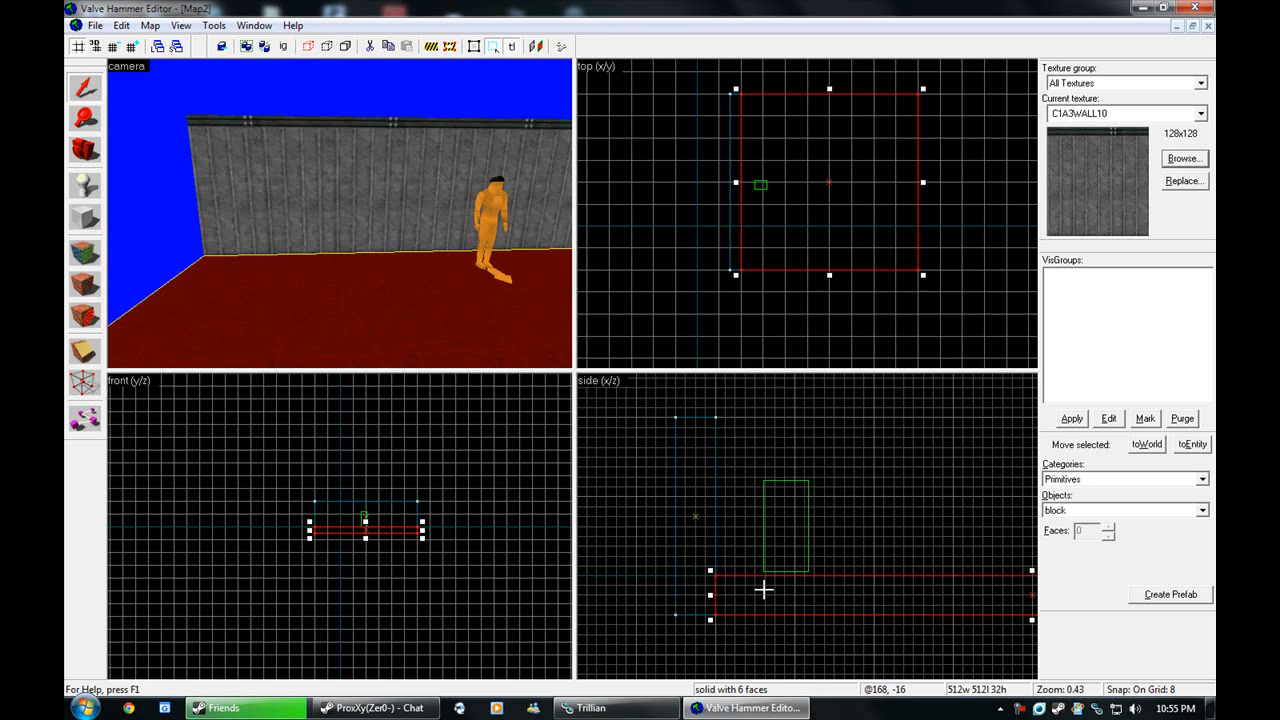 Valve Hammer Editor - [Map2]
File Edit Map View Tools Window Help
camera
top (x/y)
Texture group:
All Textures
Current texture:
C1A3WALL10
128x128
Browse...
Replace...
VisGroups:
front (y/z)
side (x/z)
Apply Edit Mark Purge
Move selected: toWorld toEntity
Categories:
Primitives
Objects:
block
Faces: 0
Create Prefab
For Help, press F1
solid with 6 faces
@168, -16
512w 512l 32h
Zoom: 0.43
Snap: On Grid: 8
Friends
ProxXy(Zer0-) - Chat
Trillian
Valve Hammer Edito...
10:55 PM